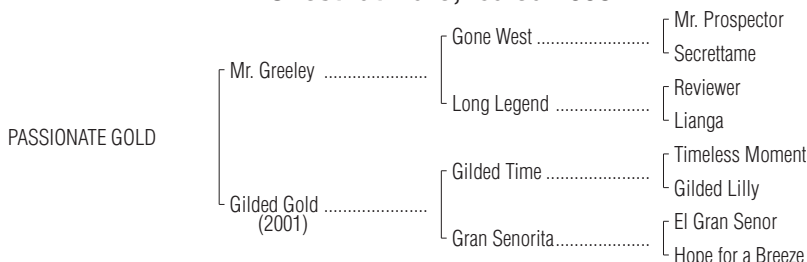 Mr. Prospector
Gone West
Secrettame
Mr. Greeley
Reviewer
Long Legend
Lianga
PASSIONATE GOLD
Timeless Moment
Gilded Time
Gilded Lilly
Gilded Gold
(2001)
El Gran Senor
Gran Senorita
Hope for a Breeze